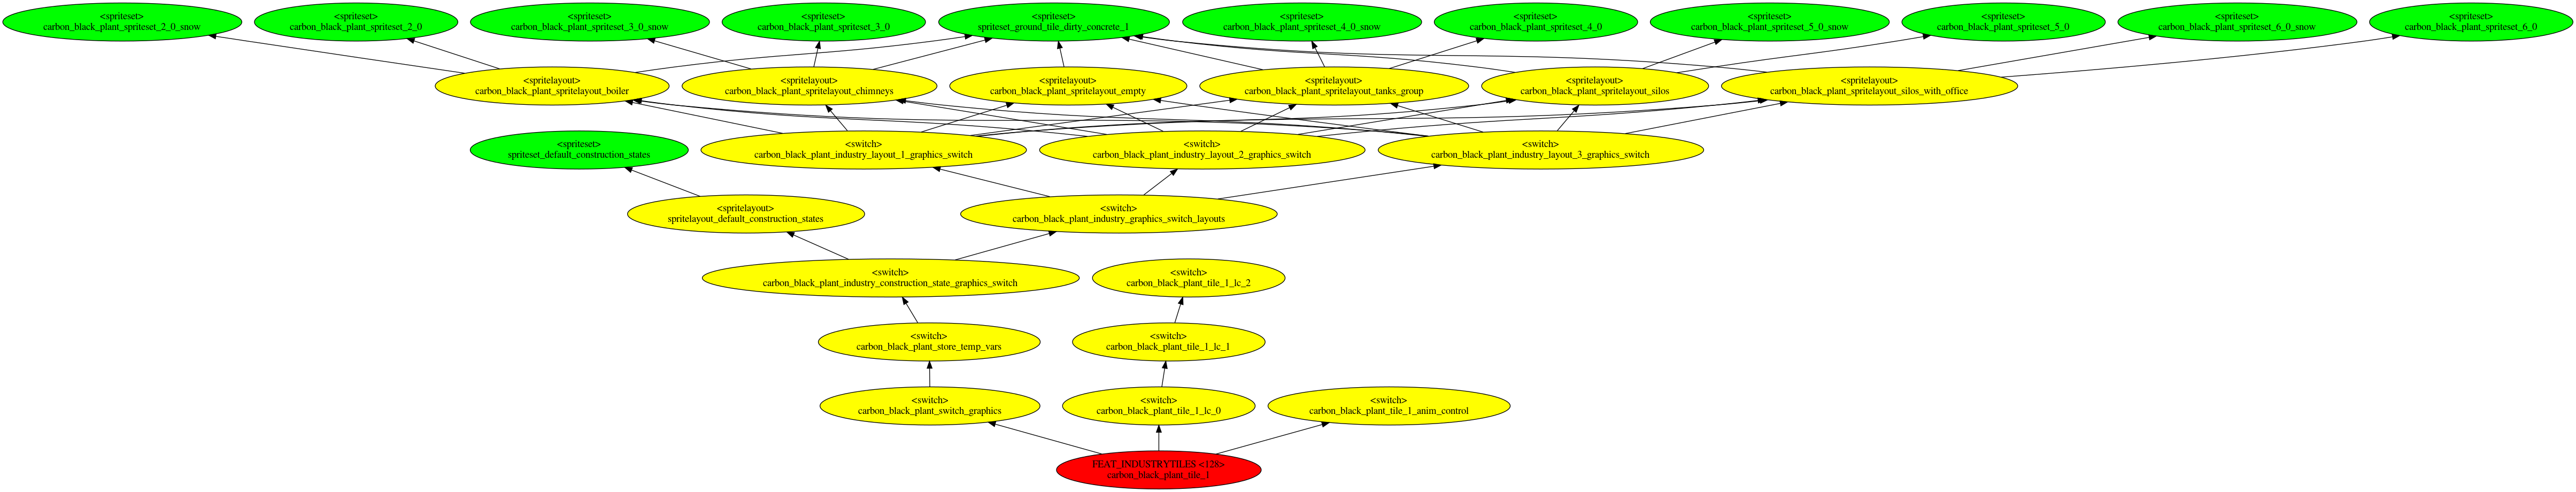 <spriteset>
carbon_black_plant_spriteset_2_0_snow
<spriteset>
carbon_black_plant_spriteset_2_0
<spriteset>
carbon_black_plant_spriteset_3_0_snow
<spriteset>
carbon_black_plant_spriteset_3_0
<spriteset>
spriteset_ground_tile_dirty_concrete_1
<spriteset>
carbon_black_plant_spriteset_4_0_snow
<spriteset>
carbon_black_plant_spriteset_4_0
<spriteset>
carbon_black_plant_spriteset_5_0_snow
<spriteset>
carbon_black_plant_spriteset_5_0
<spriteset>
carbon_black_plant_spriteset_6_0_snow
<spriteset>
carbon_black_plant_spriteset_6_0
<spritelayout>
carbon_black_plant_spritelayout_boiler
<spritelayout>
carbon_black_plant_spritelayout_chimneys
<spritelayout>
carbon_black_plant_spritelayout_empty
<spritelayout>
carbon_black_plant_spritelayout_tanks_group
<spritelayout>
carbon_black_plant_spritelayout_silos
<spritelayout>
carbon_black_plant_spritelayout_silos_with_office
<spriteset>
spriteset_default_construction_states
<switch>
carbon_black_plant_industry_layout_1_graphics_switch
<switch>
carbon_black_plant_industry_layout_2_graphics_switch
<switch>
carbon_black_plant_industry_layout_3_graphics_switch
<spritelayout>
spritelayout_default_construction_states
<switch>
carbon_black_plant_industry_graphics_switch_layouts
<switch>
carbon_black_plant_industry_construction_state_graphics_switch
<switch>
carbon_black_plant_tile_1_lc_2
<switch>
carbon_black_plant_store_temp_vars
<switch>
carbon_black_plant_tile_1_lc_1
<switch>
carbon_black_plant_switch_graphics
<switch>
carbon_black_plant_tile_1_lc_0
<switch>
carbon_black_plant_tile_1_anim_control
FEAT_INDUSTRYTILES <128>
carbon_black_plant_tile_1